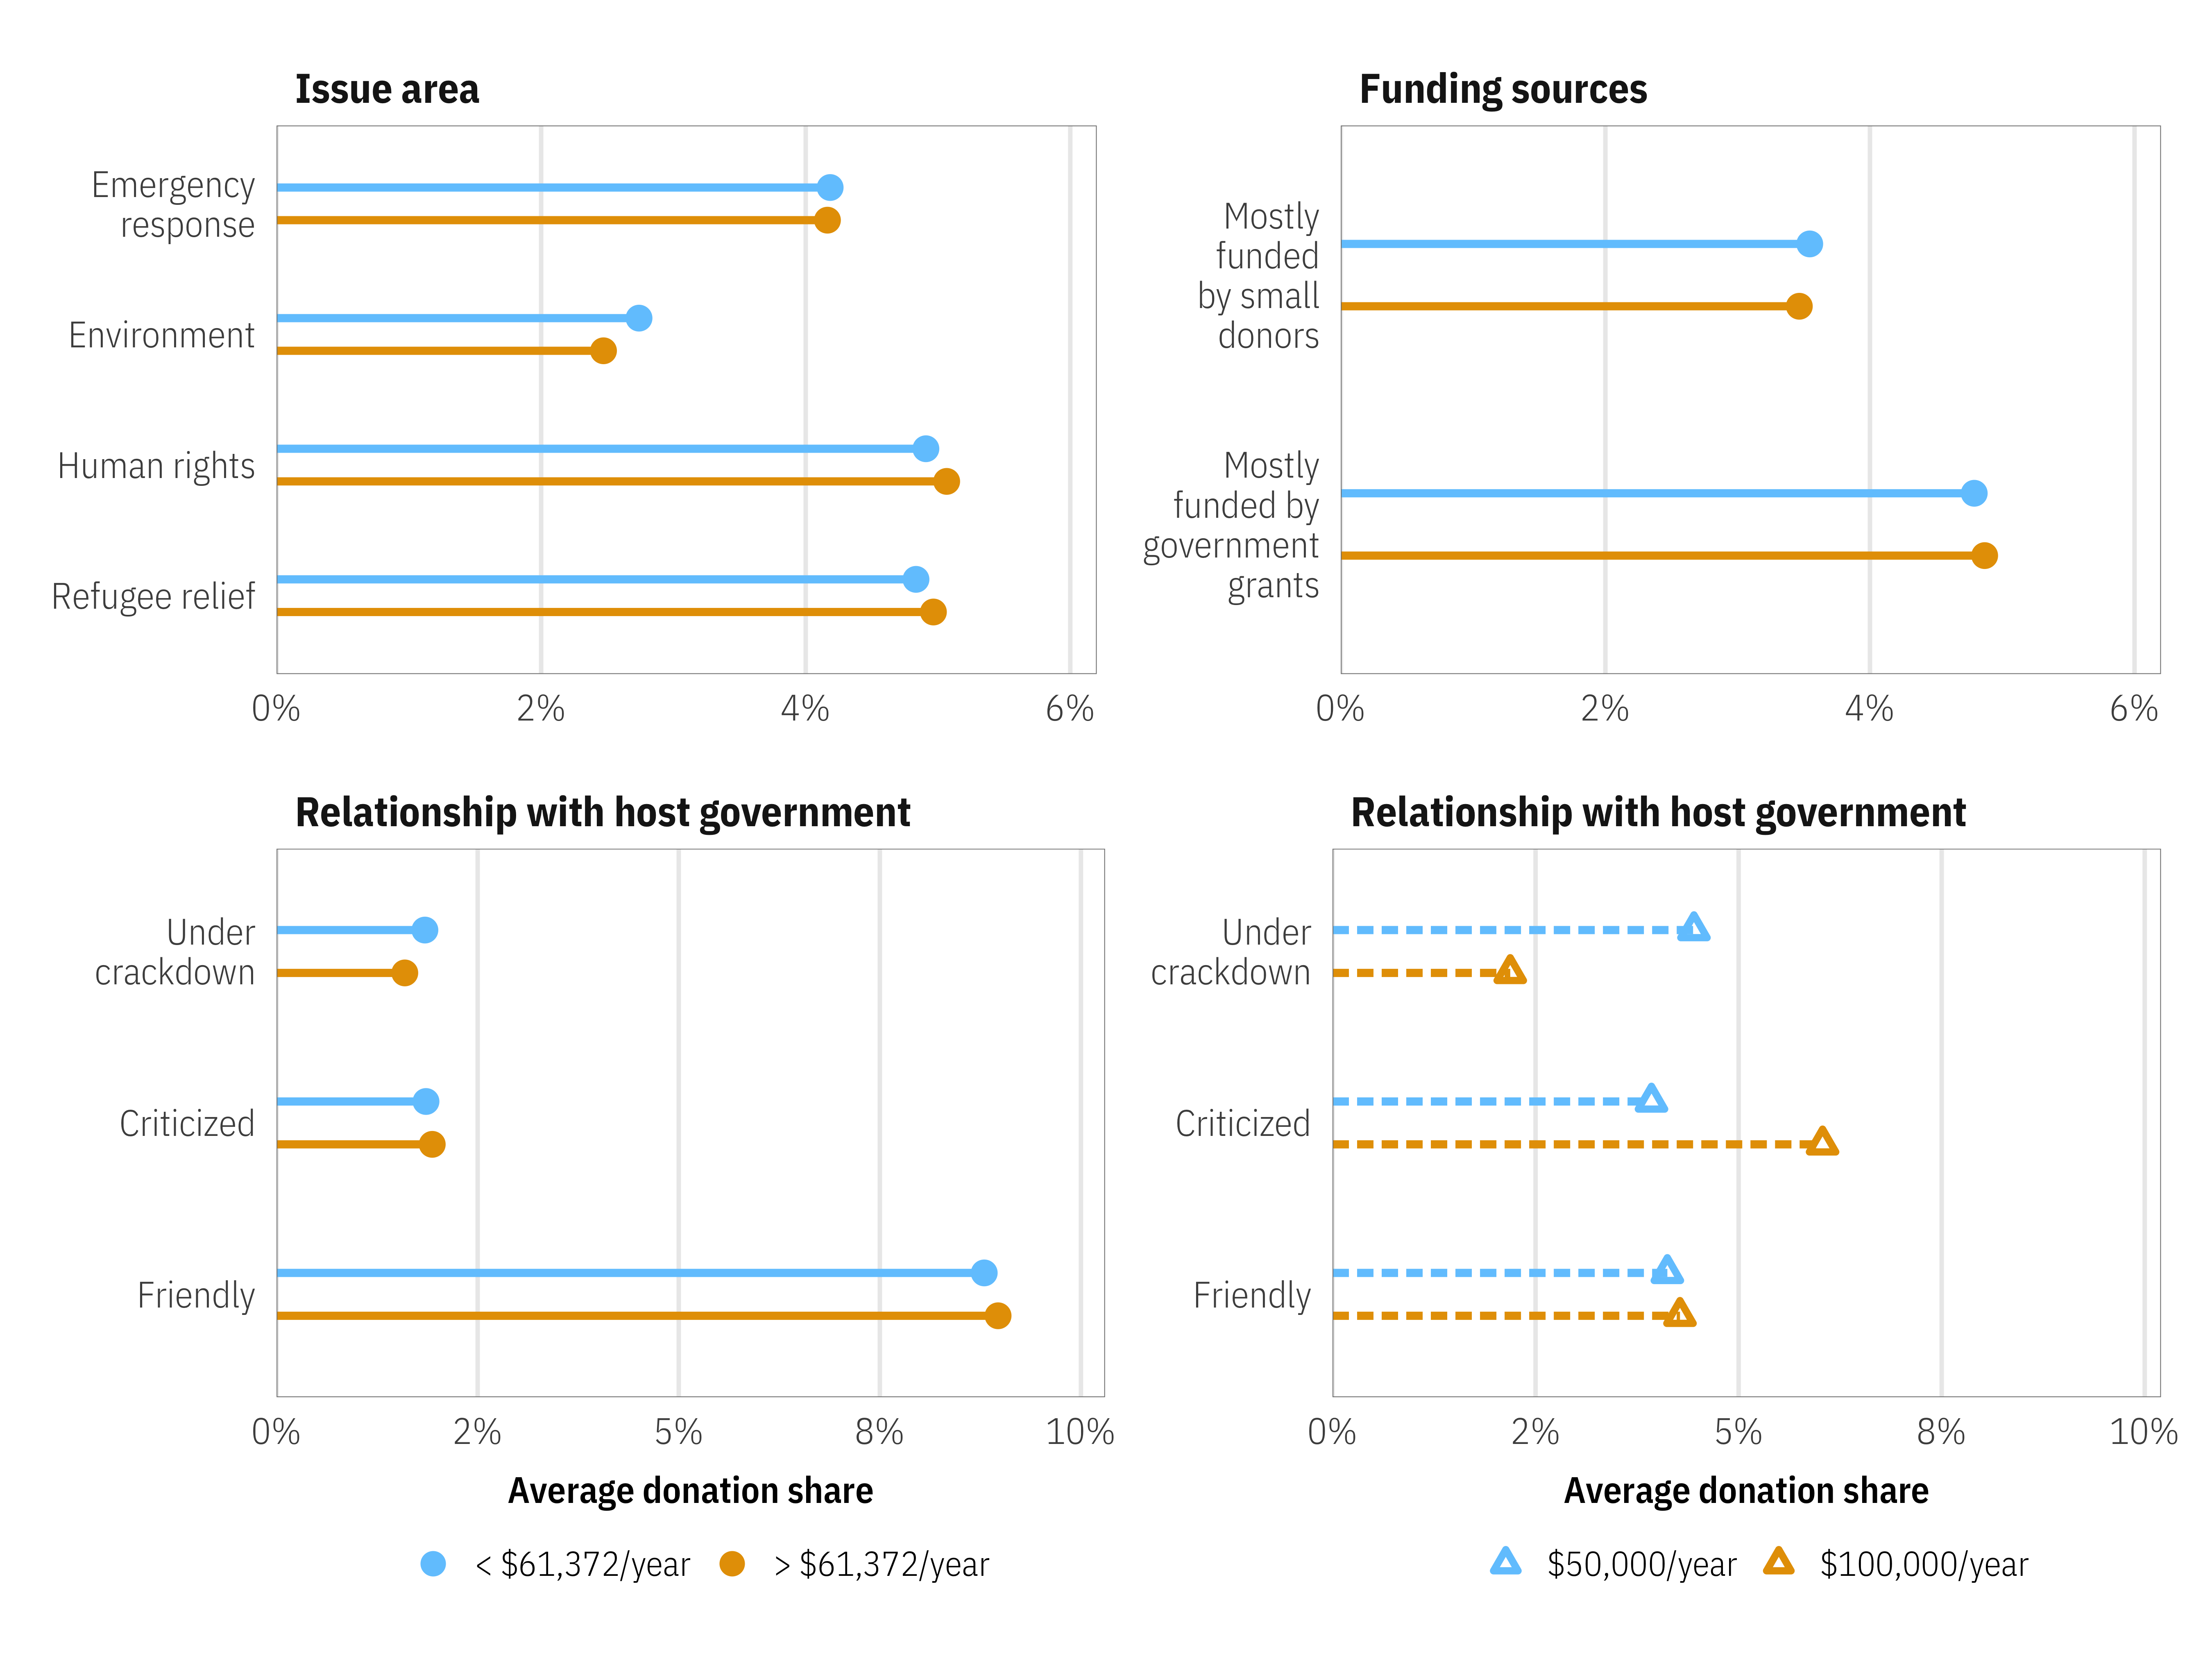 Issue area
Emergency
response
Environment
Human rights
Refugee relief
0% 2% 4% 6%
Funding sources
Mostly
funded
by small
donors
Mostly
funded by
government
grants
0% 2% 4% 6%
Relationship with host government
Under
crackdown
Criticized
Friendly
0% 2% 5% 8% 10%
Average donation share
< $61,372/year > $61,372/year
Relationship with host government
Under
crackdown
Criticized
Friendly
0% 2% 5% 8% 10%
Average donation share
$50,000/year $100,000/year